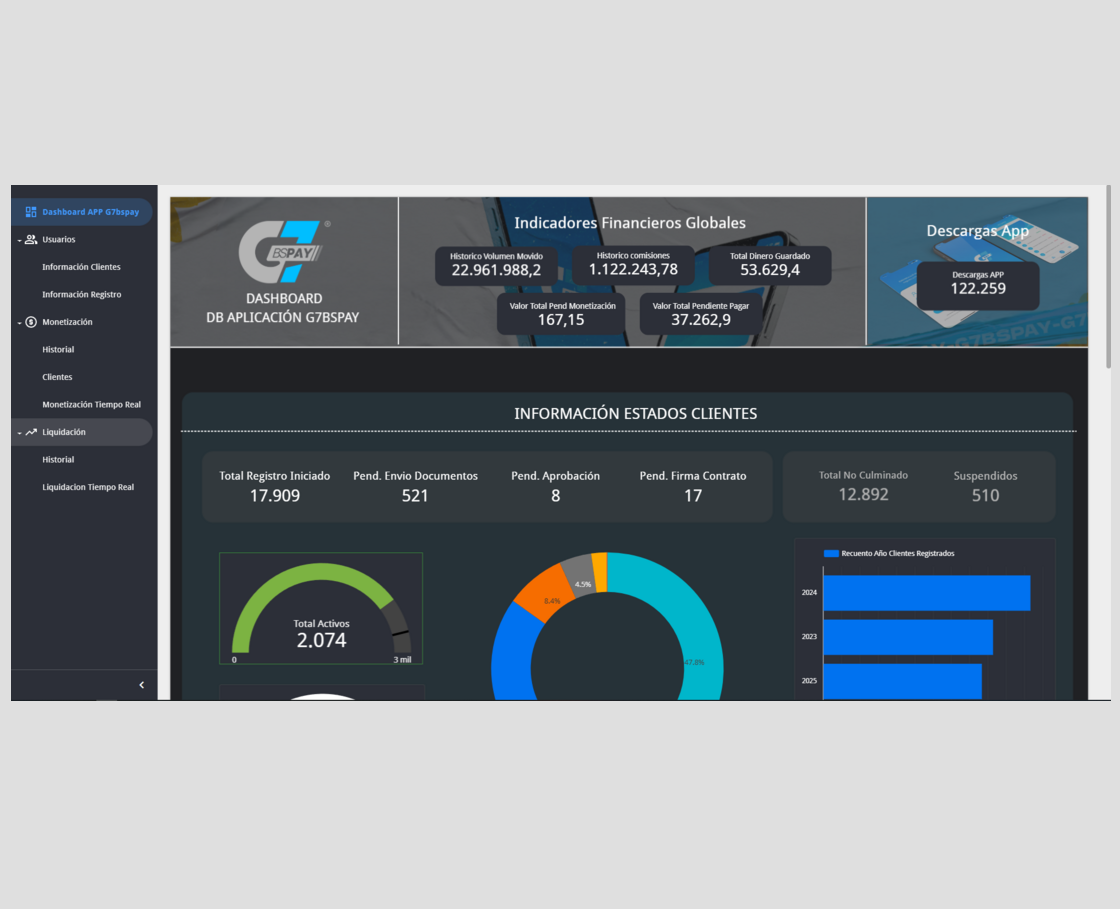 Dashboard APP G7bspay
Usuarios
Información Clientes
Información Registro
Monetización
Historial
Clientes
Monetización Tiempo Real
Liquidación
Historial
Liquidacion Tiempo Real
G7
BSPAY
®
DASHBOARD
DB APLICACIÓN G7BSPAY
Indicadores Financieros Globales
Historico Volumen Movido
22.961.988,2
Historico comisiones
1.122.243,78
Total Dinero Guardado
53.629,4
Valor Total Pend Monetización
167,15
Valor Total Pendiente Pagar
37.262,9
Descargas App
Descargas APP
122.259
Y-G7BSPAY-G7
INFORMACIÓN ESTADOS CLIENTES
Total Registro Iniciado
17.909
Pend. Envio Documentos
521
Pend. Aprobación
8
Pend. Firma Contrato
17
Total No Culminado
12.892
Suspendidos
510
Total Activos
2.074
0
3 mil
4.5%
8.4%
47.8%
Recuento Año Clientes Registrados
2024
2023
2025